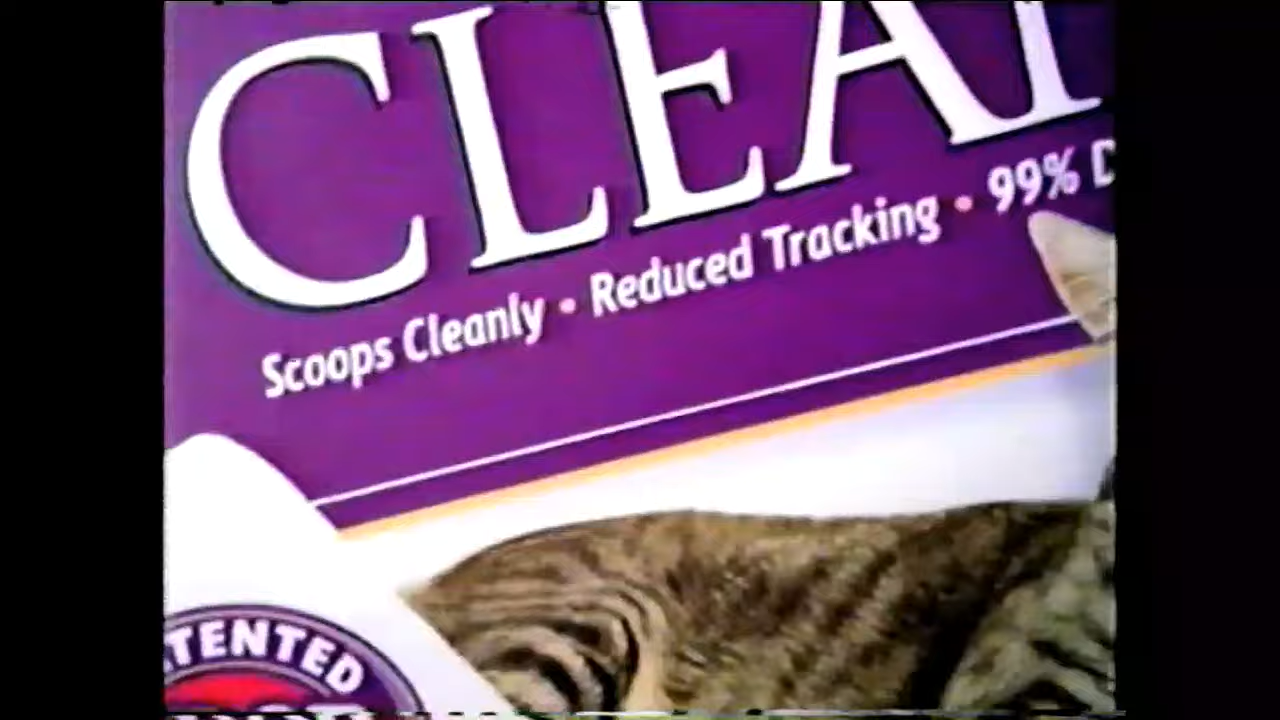 CLEA
Scoops Cleanly • Reduced Tracking • 99% D
TENTED